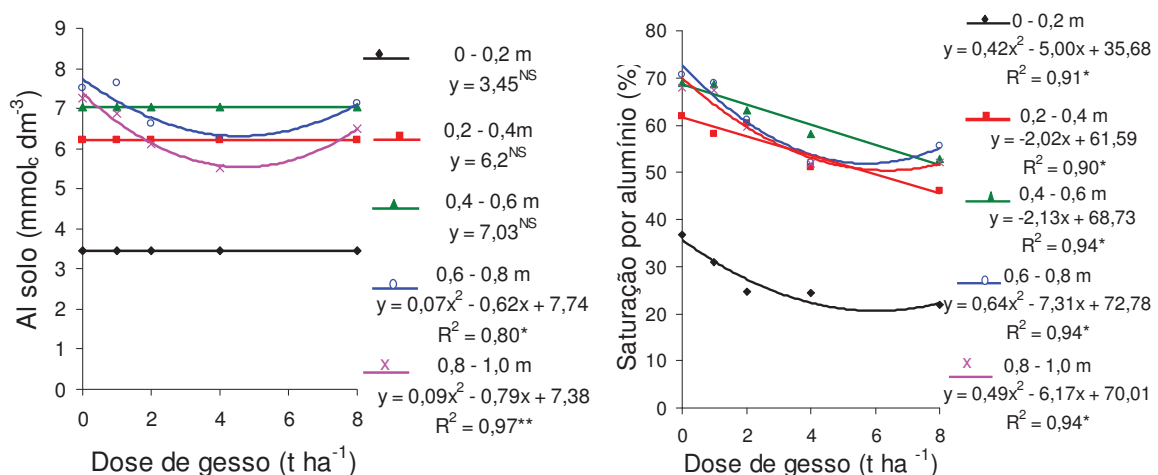 Al solo (mmol_c dm^-3)
9
8
7
6
5
4
3
2
1
0
0 2 4 6 8
Dose de gesso (t ha^-1)
0 - 0,2 m
y = 3,45^NS
0,2 - 0,4m
y = 6,2^NS
0,4 - 0,6 m
y = 7,03^NS
0,6 - 0,8 m
y = 0,07x² - 0,62x + 7,74
R² = 0,80*
0,8 - 1,0 m
y = 0,09x² - 0,79x + 7,38
R² = 0,97**
Saturação por alumínio (%)
80
70
60
50
40
30
20
10
0
0 2 4 6 8
Dose de gesso (t ha^-1)
0 - 0,2 m
y = 0,42x² - 5,00x + 35,68
R² = 0,91*
0,2 - 0,4 m
y = -2,02x + 61,59
R² = 0,90*
0,4 - 0,6 m
y = -2,13x + 68,73
R² = 0,94*
0,6 - 0,8 m
y = 0,64x² - 7,31x + 72,78
R² = 0,94*
0,8 - 1,0 m
y = 0,49x² - 6,17x + 70,01
R² = 0,94*